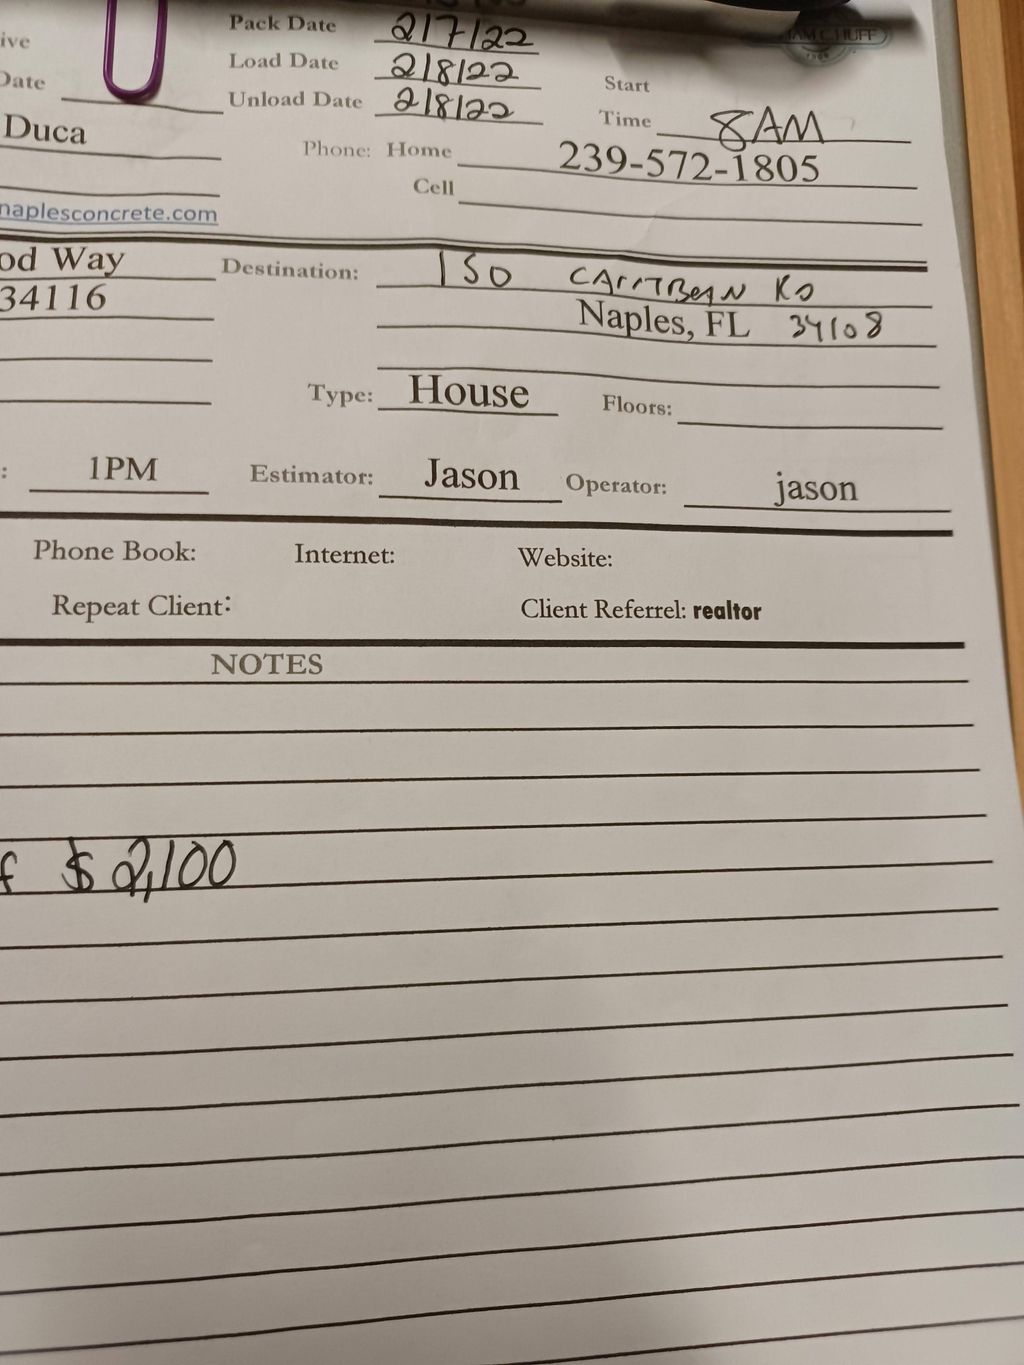 ive Pack Date 2/7/22
Date Load Date 2/8/22 Start
Unload Date 2/8/22 Time 8AM
Duca Phone: Home 239-572-1805
Cell
naplesconcrete.com
od Way Destination: 150 CARITBEAN RD
34116 Naples, FL 34108
Type: House Floors:
: 1PM Estimator: Jason Operator: jason
Phone Book: Internet: Website:
Repeat Client: Client Referrel: realtor
NOTES
f $2,100